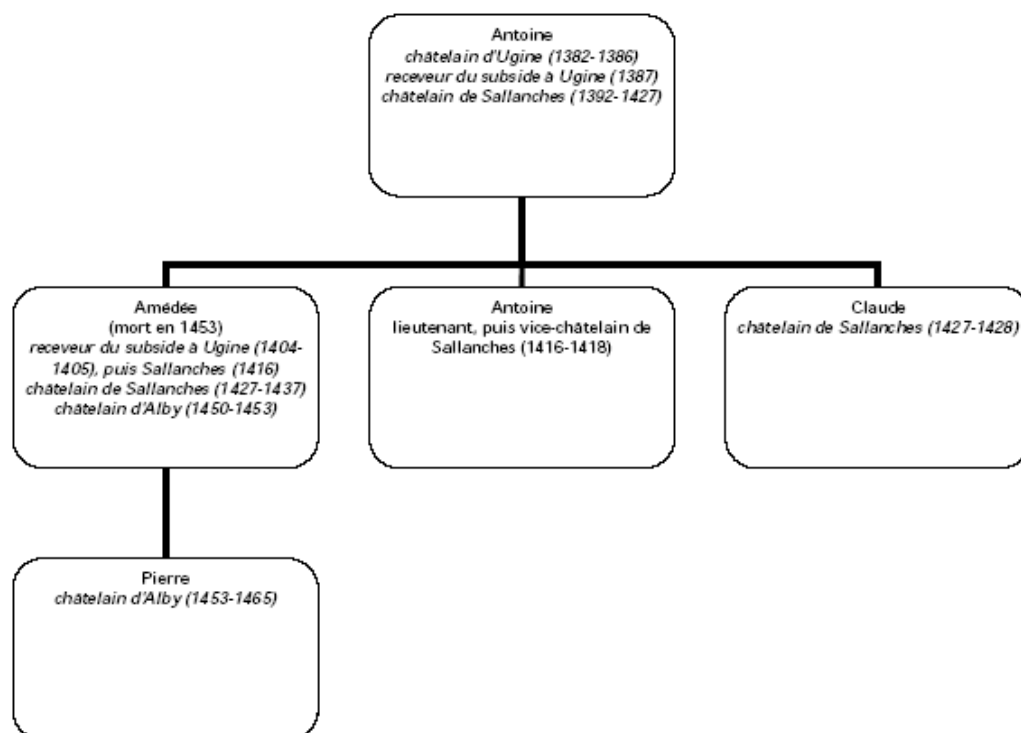 Antoine
châtelain d'Ugine (1382-1386)
receveur du subside à Ugine (1387)
châtelain de Sallanches (1392-1427)
Amédée
(mort en 1453)
receveur du subside à Ugine (1404-
1405), puis Sallanches (1416)
châtelain de Sallanches (1427-1437)
châtelain d'Alby (1450-1453)
Antoine
lieutenant, puis vice-châtelain de
Sallanches (1416-1418)
Claude
châtelain de Sallanches (1427-1428)
Pierre
châtelain d'Alby (1453-1465)